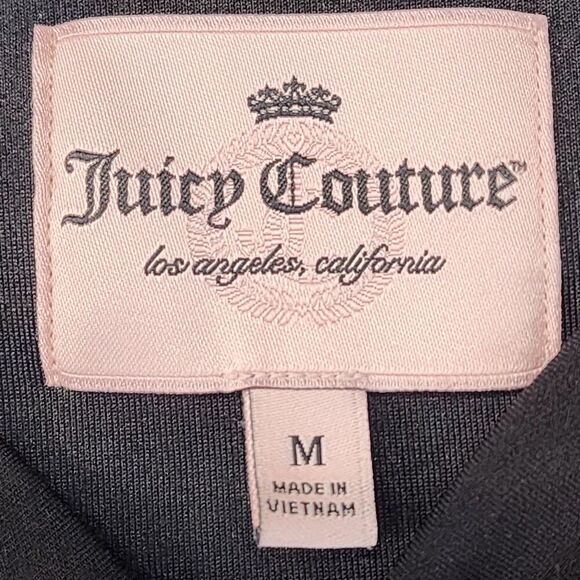 Juicy Couture™
los angeles, california
M
MADE IN
VIETNAM